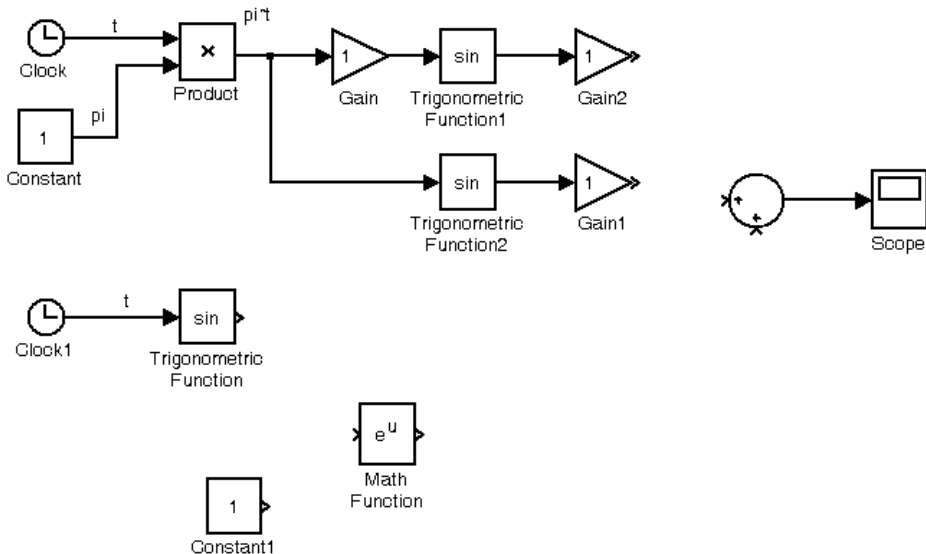 pi*t
t
Clock
×
Product
1
Gain
sin
Trigonometric
Function1
1
Gain2
pi
1
Constant
sin
Trigonometric
Function2
1
Gain1
+
+
Scope
t
Clock1
sin
Trigonometric
Function
e^u
Math
Function
1
Constant1